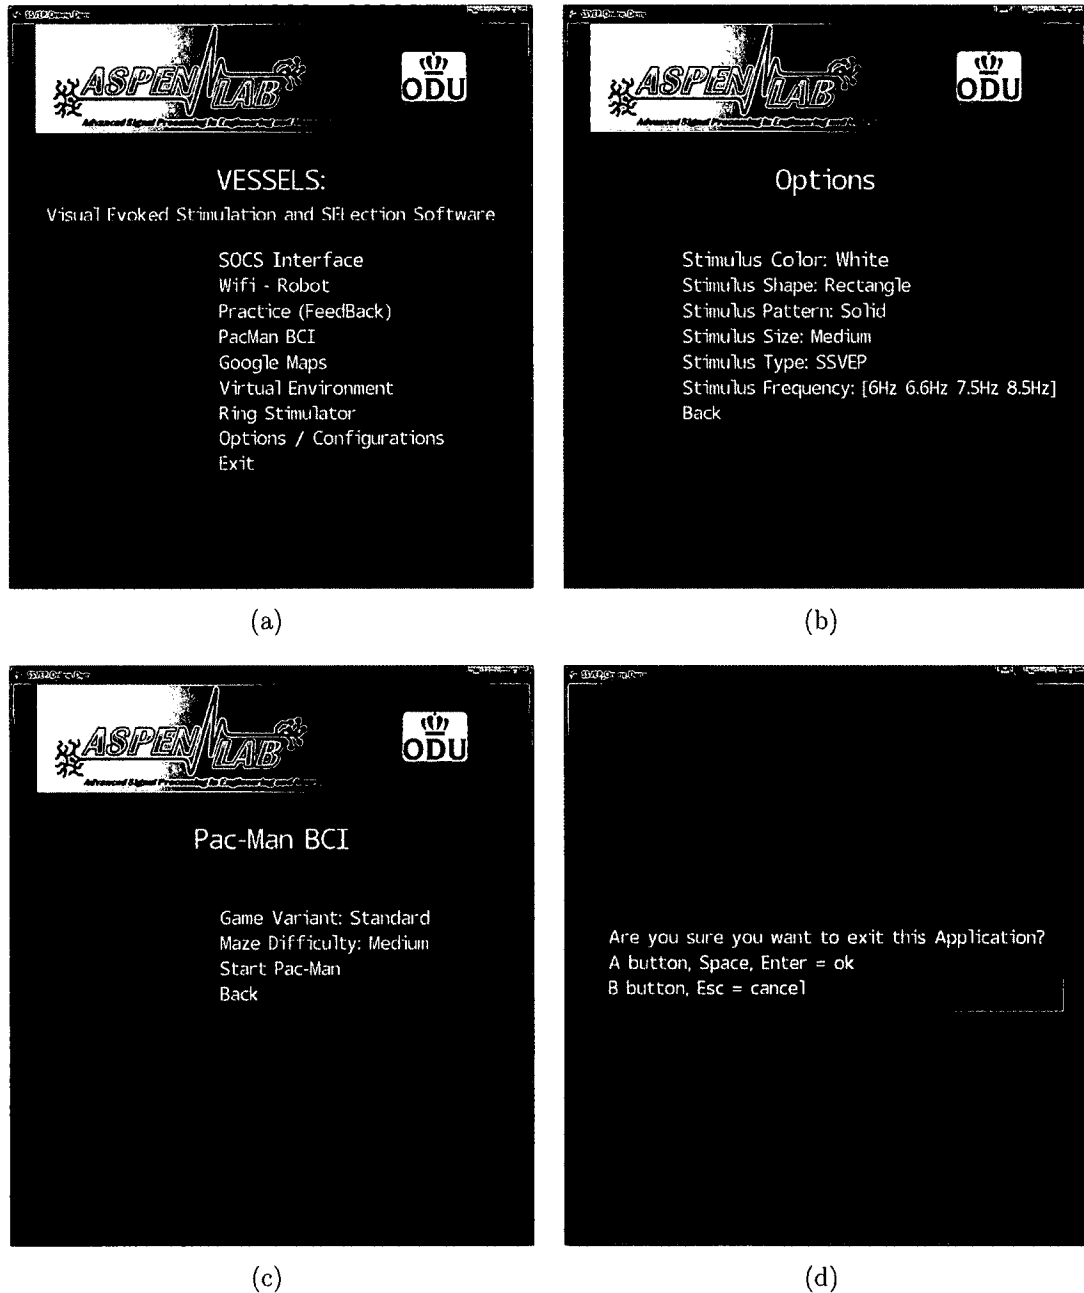 ASPEN LAB
ODU
VESSELS:
Visual Evoked Stimulation and SELection Software
SOCS Interface
Wifi - Robot
Practice (FeedBack)
PacMan BCI
Google Maps
Virtual Environment
Ring Stimulator
Options / Configurations
Exit
(a)
ASPEN LAB
ODU
Options
Stimulus Color: White
Stimulus Shape: Rectangle
Stimulus Pattern: Solid
Stimulus Size: Medium
Stimulus Type: SSVEP
Stimulus Frequency: [6Hz 6.6Hz 7.5Hz 8.5Hz]
Back
(b)
ASPEN LAB
ODU
Pac-Man BCI
Game Variant: Standard
Maze Difficulty: Medium
Start Pac-Man
Back
(c)
Are you sure you want to exit this Application?
A button, Space, Enter = ok
B button, Esc = cancel
(d)